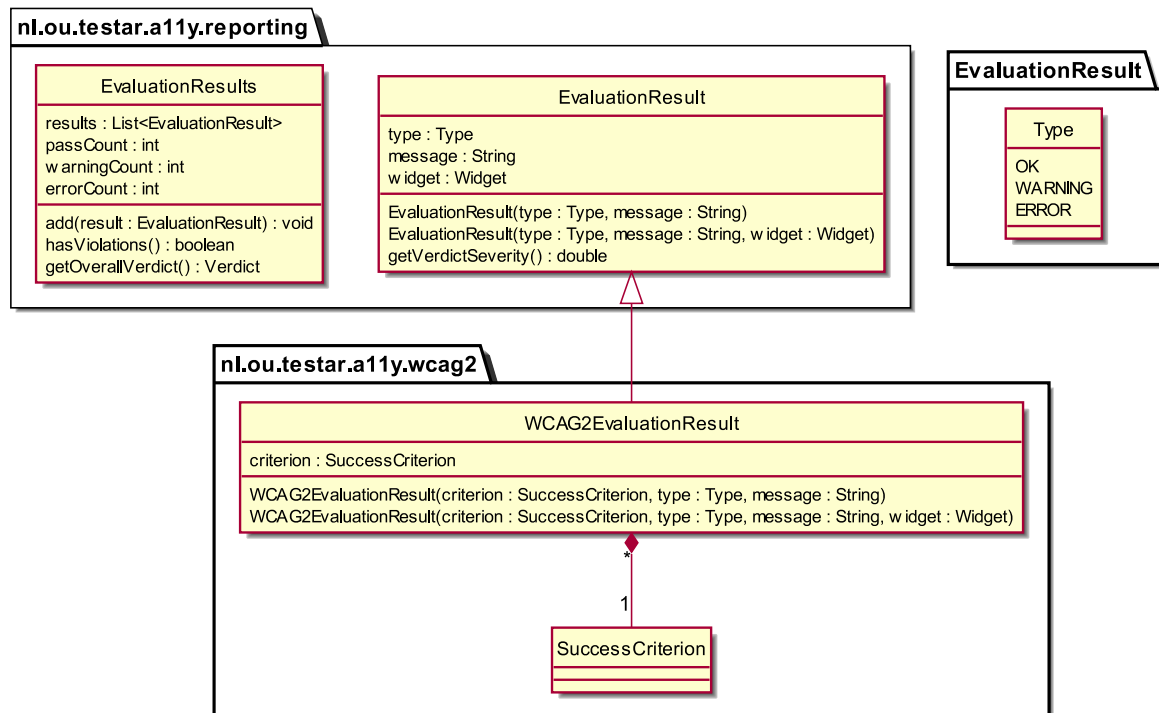 nl.ou.testar.a11y.reporting
EvaluationResults
results : List<EvaluationResult>
passCount : int
warningCount : int
errorCount : int
add(result : EvaluationResult) : void
hasViolations() : boolean
getOverallVerdict() : Verdict
EvaluationResult
type : Type
message : String
widget : Widget
EvaluationResult(type : Type, message : String)
EvaluationResult(type : Type, message : String, widget : Widget)
getVerdictSeverity() : double
EvaluationResult
Type
OK
WARNING
ERROR
nl.ou.testar.a11y.wcag2
WCAG2EvaluationResult
criterion : SuccessCriterion
WCAG2EvaluationResult(criterion : SuccessCriterion, type : Type, message : String)
WCAG2EvaluationResult(criterion : SuccessCriterion, type : Type, message : String, widget : Widget)
*
1
SuccessCriterion